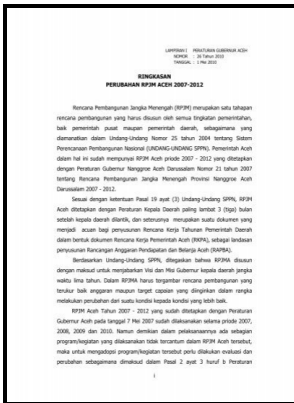 LAMPIRAN I PERATURAN GUBERNUR ACEH
NOMOR : 26 Tahun 2010
TANGGAL : 1 Mei 2010
RINGKASAN
PERUBAHAN RPJM ACEH 2007-2012
Rencana Pembangunan Jangka Menengah (RPJM) merupakan satu tahapan
rencana pembangunan yang harus disusun oleh semua tingkatan pemerintahan,
baik pemerintah pusat maupun pemerintah daerah, sebagaimana yang
diamanatkan dalam Undang-Undang Nomor 25 tahun 2004 tentang Sistem
Perencanaan Pembangunan Nasional (UNDANG-UNDANG SPPN). Pemerintah Aceh
dalam hal ini sudah mempunyai RPJM Aceh priode 2007 - 2012 yang ditetapkan
dengan Peraturan Gubernur Nanggroe Aceh Darussalam Nomor 21 tahun 2007
tentang Rencana Pembangunan Jangka Menengah Provinsi Nanggroe Aceh
Darussalam 2007 - 2012.
Sesuai dengan ketentuan Pasal 19 ayat (3) Undang-Undang SPPN, RPJM
Aceh ditetapkan dengan Peraturan Kepala Daerah paling lambat 3 (tiga) bulan
setelah kepala daerah dilantik, dan seterusnya merupakan suatu dokumen yang
menjadi acuan bagi penyusunan Rencana Kerja Tahunan Pemerintah Daerah
dalam bentuk dokumen Rencana Kerja Pemerintah Aceh (RKPA), sebagai landasan
penyusunan Rancangan Anggaran Pendapatan dan Belanja Aceh (RAPBA).
Berdasarkan Undang-Undang SPPN, ditegaskan bahwa RPJMA disusun
dengan maksud untuk menjabarkan Visi dan Misi Gubernur kepala daerah jangka
waktu lima tahun. Dalam RPJMA harus tergambar rencana pembangunan yang
terukur baik anggaran maupun target capaian yang diinginkan dalam rangka
melakukan perubahan dari suatu kondisi kepada kondisi yang lebih baik.
RPJM Aceh Tahun 2007 - 2012 yang sudah ditetapkan dengan Peraturan
Gubernur Aceh pada tanggal 7 Mei 2007 sudah dilaksanakan selama priode 2007,
2008, 2009 dan 2010. Namun demikian dalam pelaksanaannya ada sebagian
program/kegiatan yang dilaksanakan tidak tercantum dalam RPJM Aceh tersebut,
maka untuk mengadopsi program/kegiatan tersebut perlu dilakukan evaluasi dan
perubahan sebagaimana dimaksud dalam Pasal 2 ayat 3 huruf b Peraturan